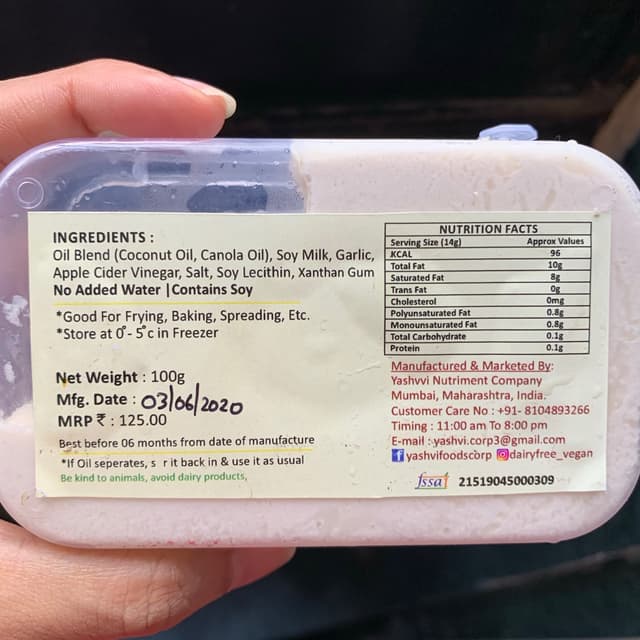 INGREDIENTS :
Oil Blend (Coconut Oil, Canola Oil), Soy Milk, Garlic,
Apple Cider Vinegar, Salt, Soy Lecithin, Xanthan Gum
No Added Water |Contains Soy
*Good For Frying, Baking, Spreading, Etc.
*Store at 0° - 5°c in Freezer
Net Weight : 100g
Mfg. Date : 03/06/2020
MRP ₹ : 125.00
Best before 06 months from date of manufacture
*If Oil seperates, s r it back in & use it as usual
Be kind to animals, avoid dairy products,
NUTRITION FACTS
Serving Size (14g) Approx Values
KCAL 96
Total Fat 10g
Saturated Fat 8g
Trans Fat 0g
Cholesterol 0mg
Polyunsaturated Fat 0.8g
Monounsaturated Fat 0.8g
Total Carbohydrate 0.1g
Protein 0.1g
Manufactured & Marketed By:
Yashvvi Nutriment Company
Mumbai, Maharashtra, India.
Customer Care No : +91- 8104893266
Timing : 11:00 am To 8:00 pm
E-mail : yashvi.corp3@gmail.com
f yashvifoodscorp dairyfree_vegan
fssai 21519045000309